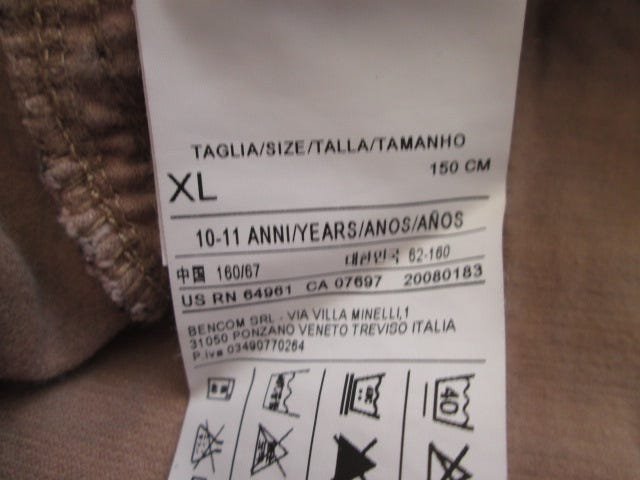 TAGLIA/SIZE/TALLA/TAMANHO
150 CM
XL
10-11 ANNI/YEARS/ANOS/AÑOS
中国 160/67 대한민국 62-160
US RN 64961 CA 07697 20080183
BENCOM SRL - VIA VILLA MINELLI,1
31050 PONZANO VENETO TREVISO ITALIA
P.iva 03490770264
40